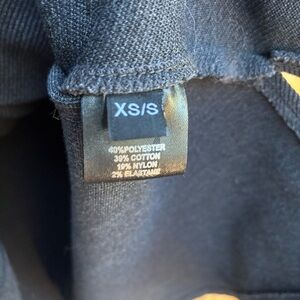 XS/S
40%POLYESTER
39% COTTON
19% NYLON
2% ELASTANE